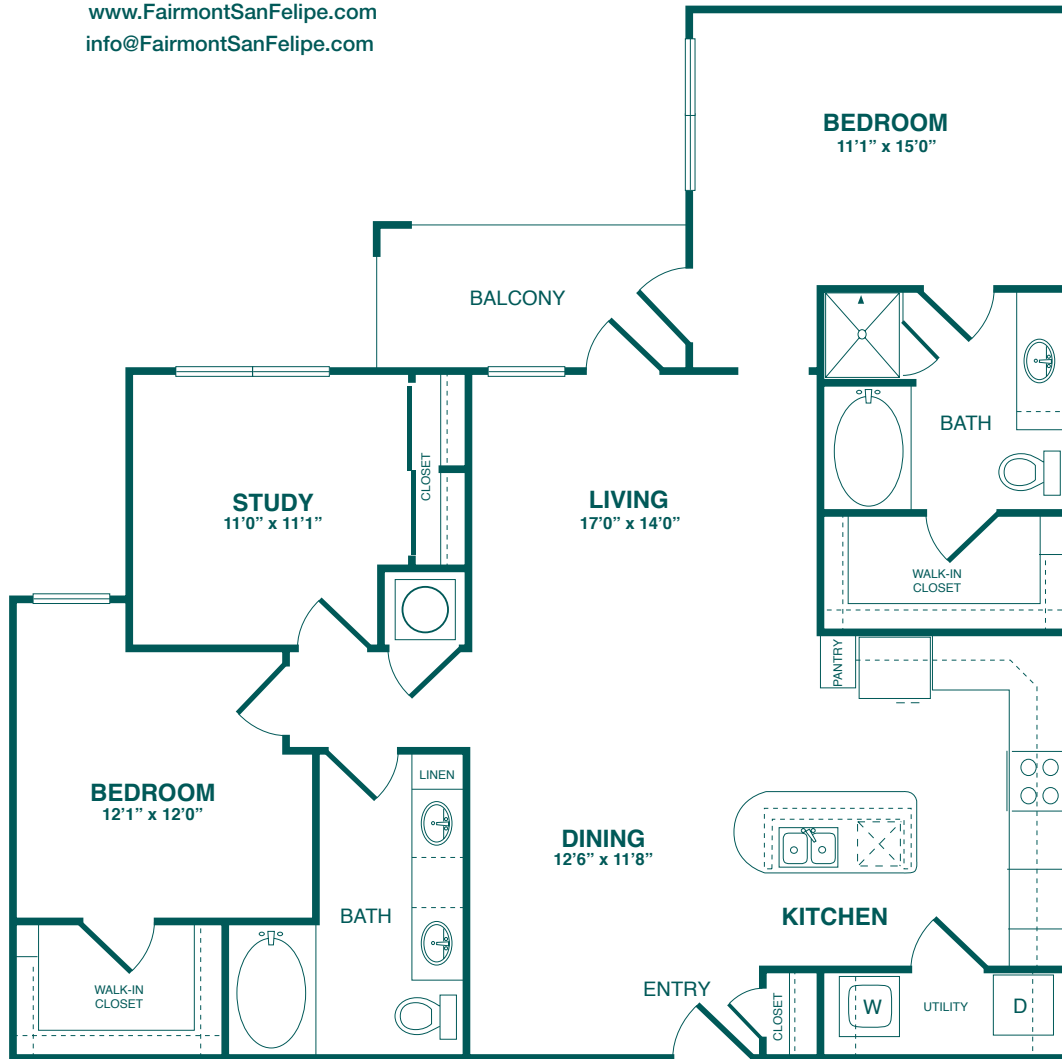 www.FairmontSanFelipe.com
info@FairmontSanFelipe.com
BEDROOM
11’1” x 15’0”
BALCONY
BATH
CLOSET
STUDY
11’0” x 11’1”
LIVING
17’0” x 14’0”
WALK-IN
CLOSET
PANTRY
LINEN
BEDROOM
12’1” x 12’0”
DINING
12’6” x 11’8”
BATH
KITCHEN
WALK-IN
CLOSET
ENTRY
CLOSET
W
UTILITY
D